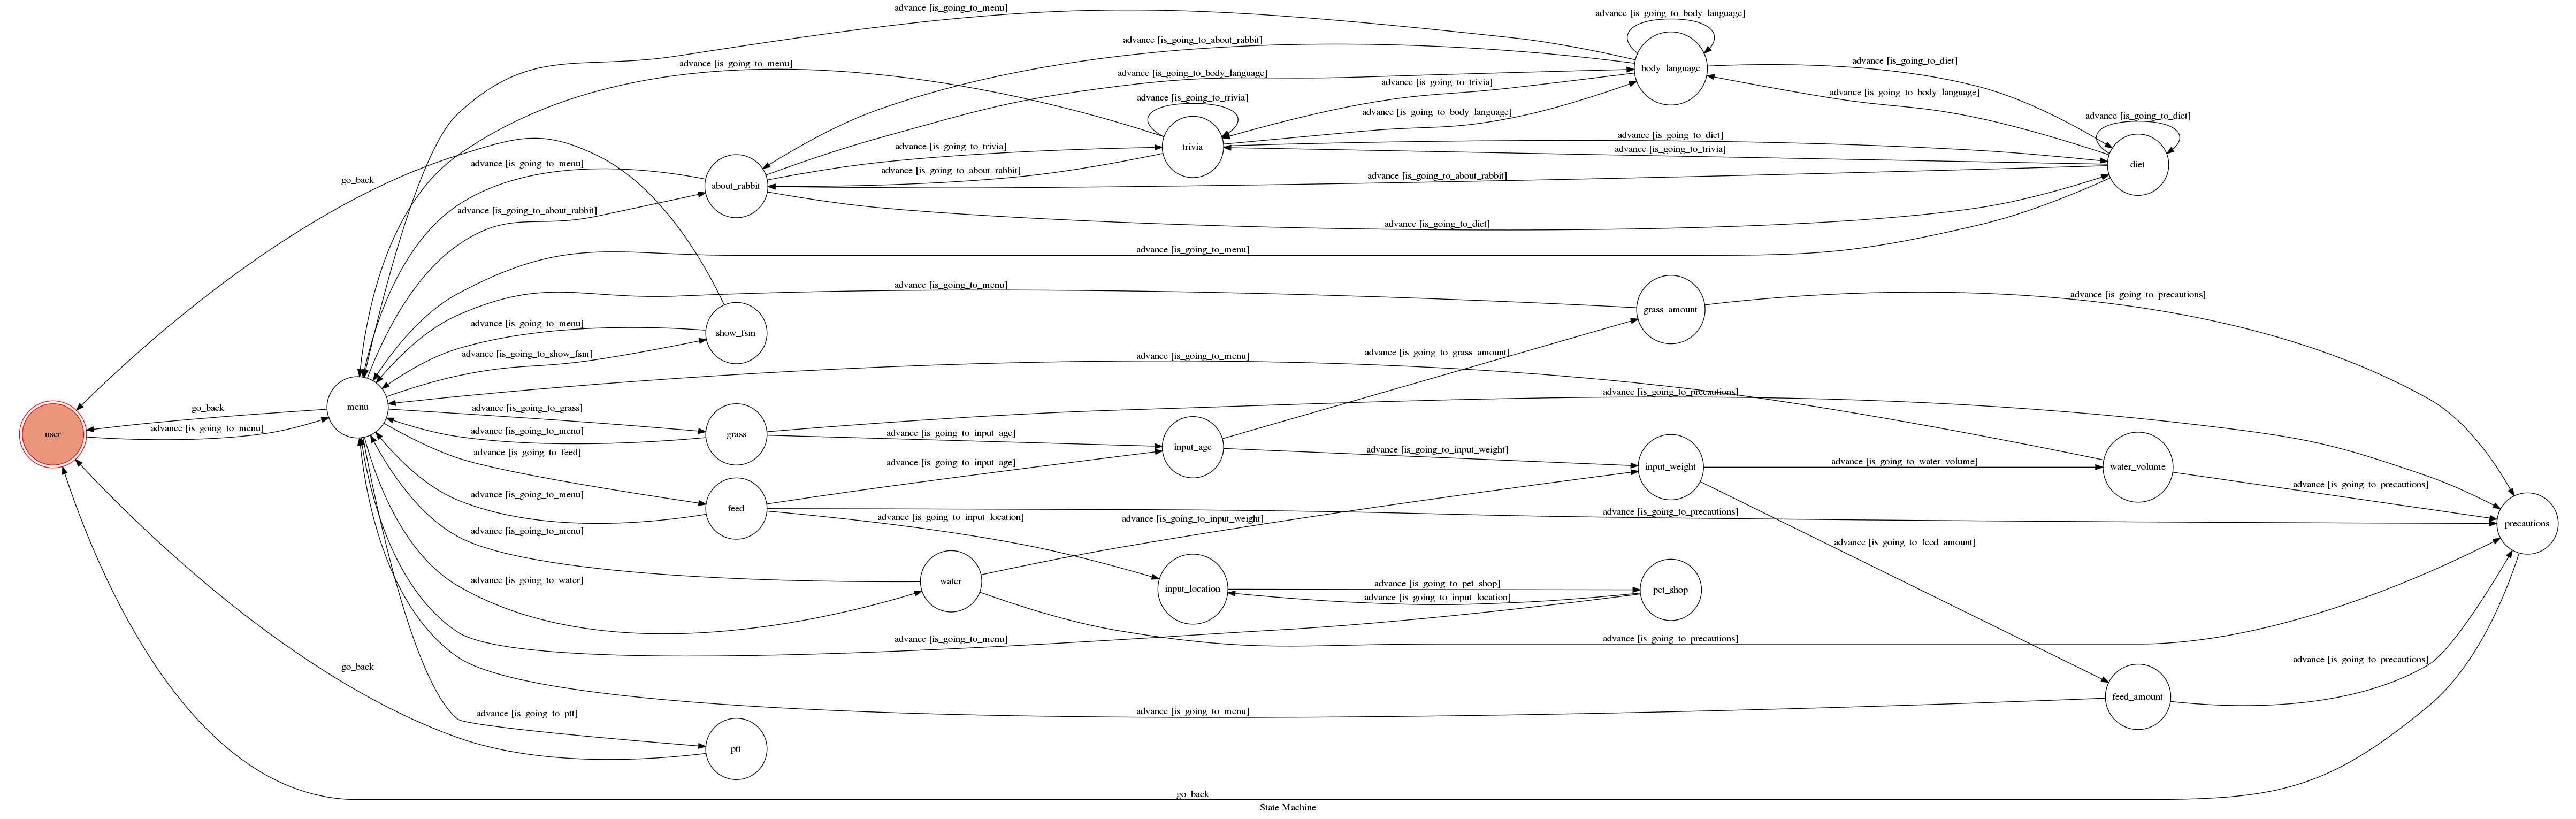 advance [is_going_to_menu]
advance [is_going_to_body_language]
advance [is_going_to_about_rabbit]
advance [is_going_to_menu]
advance [is_going_to_diet]
body_language
advance [is_going_to_body_language]
advance [is_going_to_trivia]
advance [is_going_to_body_language]
advance [is_going_to_trivia]
advance [is_going_to_body_language]
advance [is_going_to_diet]
advance [is_going_to_diet]
advance [is_going_to_trivia]
trivia
advance [is_going_to_trivia]
advance [is_going_to_menu]
diet
advance [is_going_to_about_rabbit]
advance [is_going_to_about_rabbit]
go_back
about_rabbit
advance [is_going_to_about_rabbit]
advance [is_going_to_diet]
advance [is_going_to_menu]
advance [is_going_to_menu]
advance [is_going_to_precautions]
grass_amount
advance [is_going_to_menu]
show_fsm
advance [is_going_to_show_fsm]
advance [is_going_to_grass_amount]
advance [is_going_to_menu]
advance [is_going_to_precautions]
menu
go_back
advance [is_going_to_grass]
advance [is_going_to_menu]
user
advance [is_going_to_menu]
grass
advance [is_going_to_input_age]
input_age
advance [is_going_to_input_weight]
advance [is_going_to_feed]
advance [is_going_to_input_age]
input_weight
advance [is_going_to_water_volume]
water_volume
advance [is_going_to_precautions]
advance [is_going_to_menu]
feed
advance [is_going_to_input_location]
advance [is_going_to_input_weight]
advance [is_going_to_precautions]
precautions
advance [is_going_to_menu]
advance [is_going_to_feed_amount]
advance [is_going_to_water]
water
input_location
advance [is_going_to_pet_shop]
advance [is_going_to_input_location]
pet_shop
advance [is_going_to_menu]
advance [is_going_to_precautions]
go_back
advance [is_going_to_precautions]
feed_amount
advance [is_going_to_ptt]
advance [is_going_to_menu]
ptt
go_back
State Machine